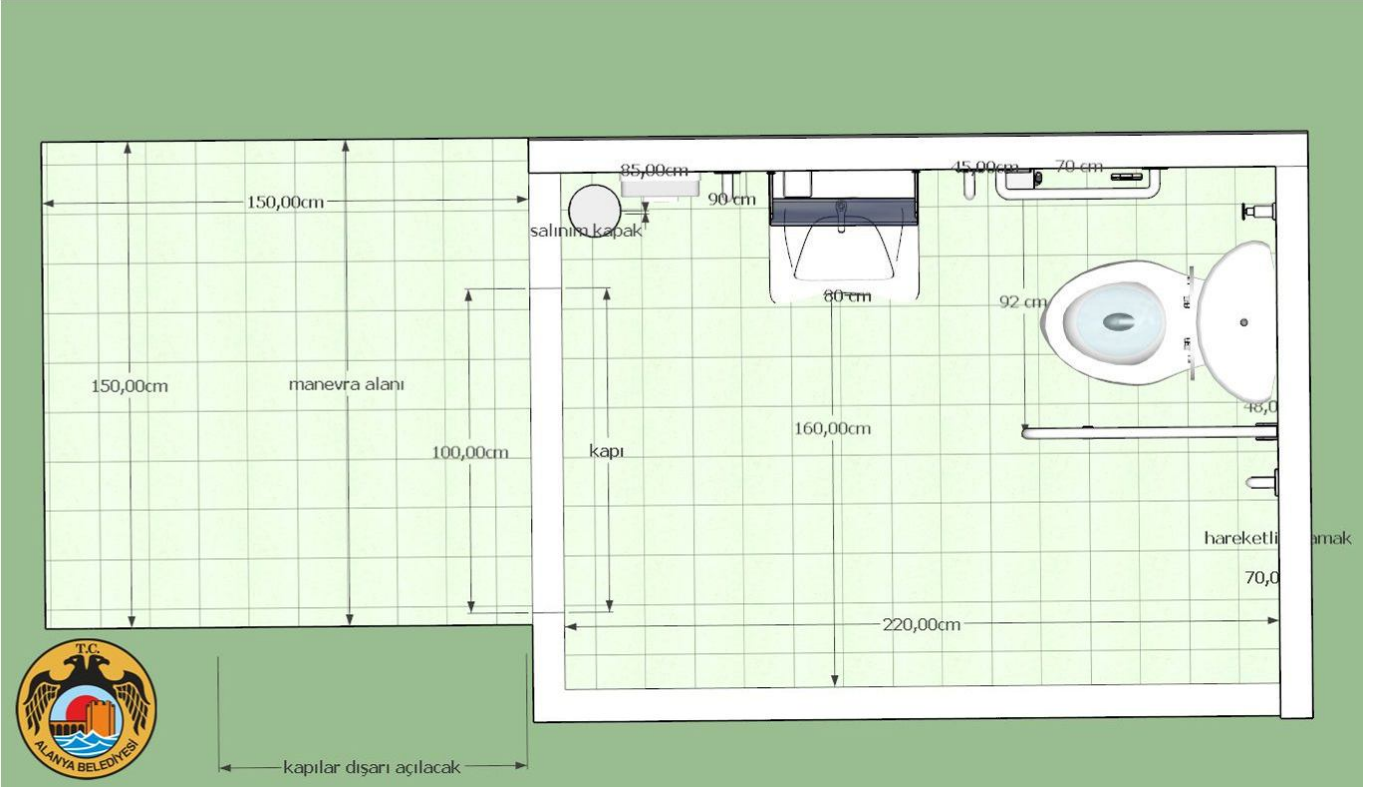 85,00cm
45,00cm
70 cm
90 cm
150,00cm
salınım kapak
80 cm
92 cm
150,00cm
manevra alanı
48,0
160,00cm
100,00cm
kapı
hareketli
amak
70,0
220,00cm
T.C.
ALANYA BELEDİYESİ
kapılar dışarı açılacak